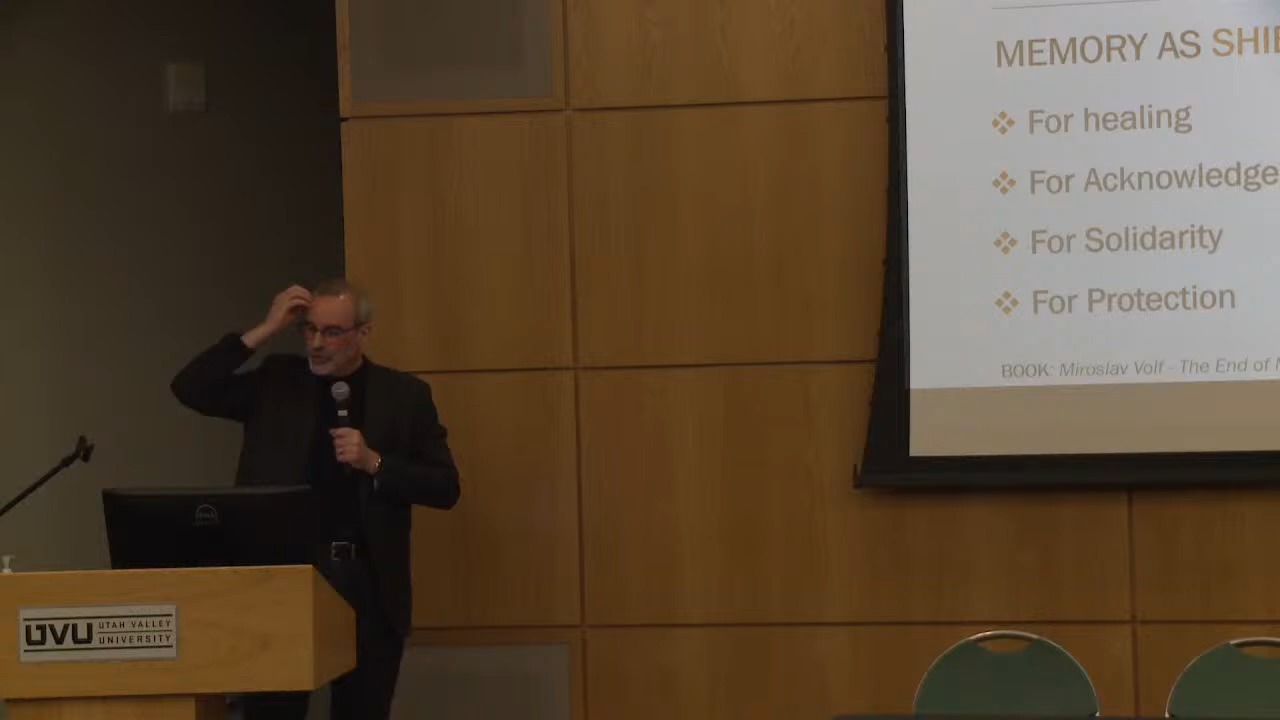 MEMORY AS SHI
For healing
For Acknowledge
For Solidarity
For Protection
BOOK: Miroslav Volf - The End of
UVU UTAH VALLEY
UNIVERSITY